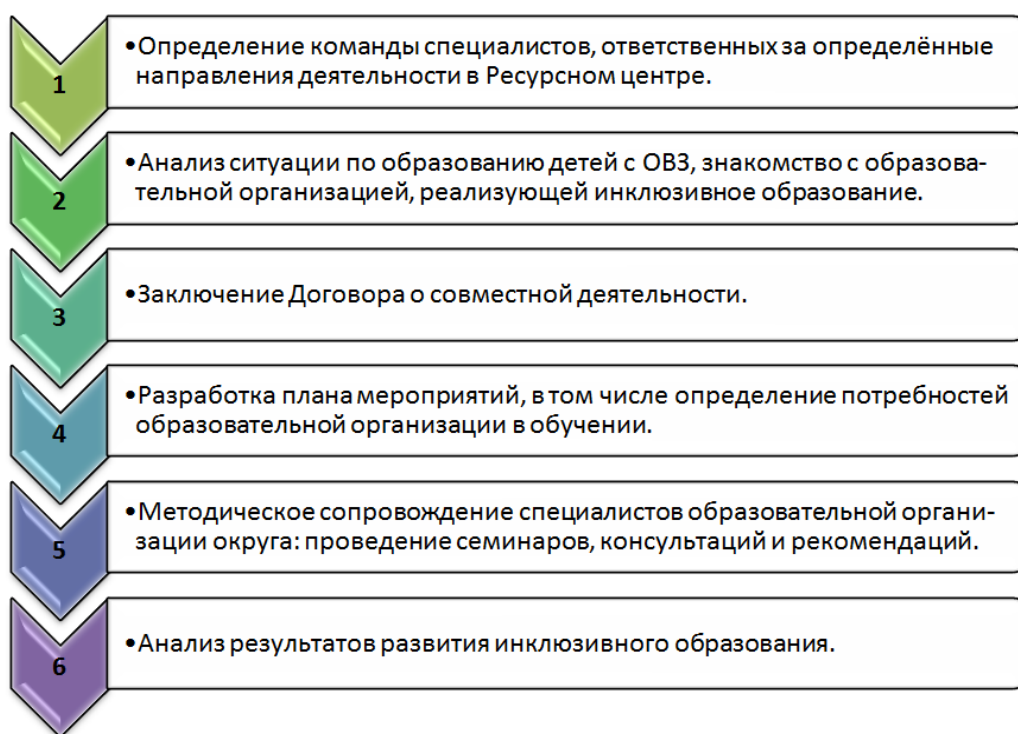 1
•Определение команды специалистов, ответственных за определённые
направления деятельности в Ресурсном центре.
2
•Анализ ситуации по образованию детей с ОВЗ, знакомство с образова-
тельной организацией, реализующей инклюзивное образование.
3
•Заключение Договора о совместной деятельности.
4
•Разработка плана мероприятий, в том числе определение потребностей
образовательной организации в обучении.
5
•Методическое сопровождение специалистов образовательной органи-
зации округа: проведение семинаров, консультаций и рекомендаций.
6
•Анализ результатов развития инклюзивного образования.